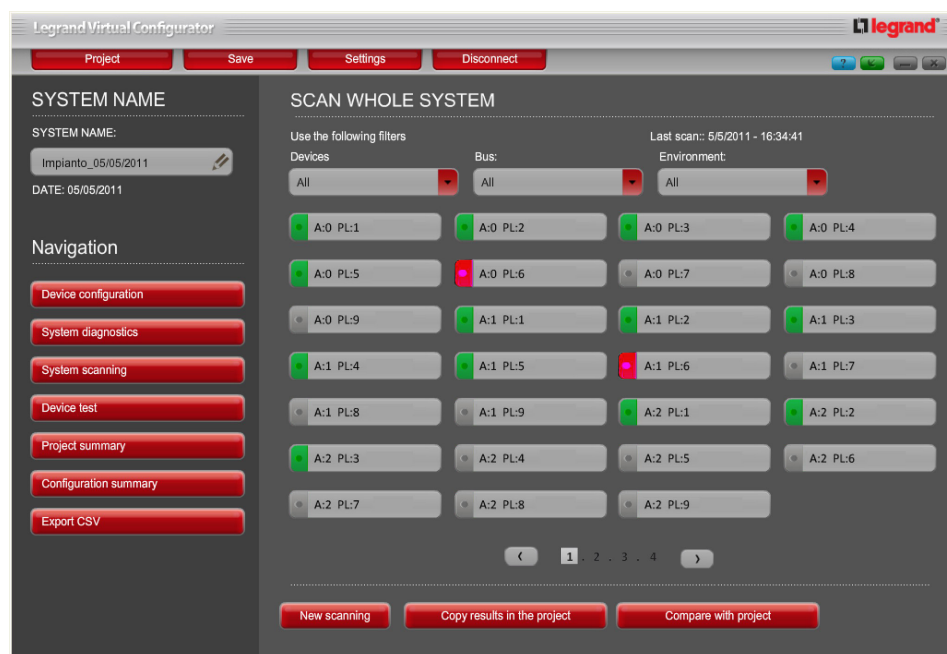 Legrand Virtual Configurator
legrand
Project Save Settings Disconnect
?
SYSTEM NAME
SYSTEM NAME:
Impianto_05/05/2011
DATE: 05/05/2011
Navigation
Device configuration
System diagnostics
System scanning
Device test
Project summary
Configuration summary
Export CSV
SCAN WHOLE SYSTEM
Use the following filters Last scan:: 5/5/2011 - 16:34:41
Devices Bus: Environment:
All All All
A:0 PL:1 A:0 PL:2 A:0 PL:3 A:0 PL:4
A:0 PL:5 A:0 PL:6 A:0 PL:7 A:0 PL:8
A:0 PL:9 A:1 PL:1 A:1 PL:2 A:1 PL:3
A:1 PL:4 A:1 PL:5 A:1 PL:6 A:1 PL:7
A:1 PL:8 A:1 PL:9 A:2 PL:1 A:2 PL:2
A:2 PL:3 A:2 PL:4 A:2 PL:5 A:2 PL:6
A:2 PL:7 A:2 PL:8 A:2 PL:9
1 . 2 . 3 . 4
New scanning Copy results in the project Compare with project